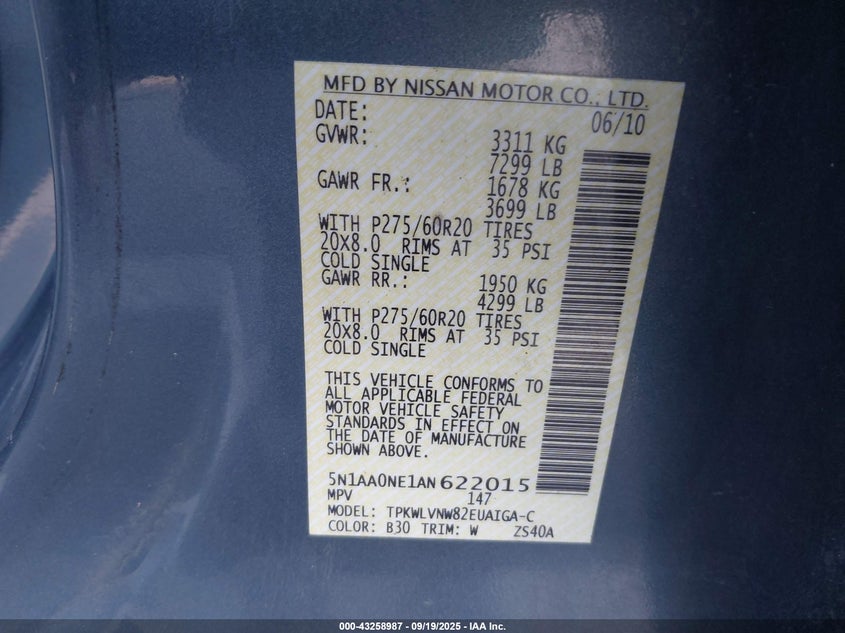 MFD BY NISSAN MOTOR CO., LTD.
DATE: 06/10
GVWR: 3311 KG
7299 LB
GAWR FR.: 1678 KG
3699 LB
WITH P275/60R20 TIRES
20X8.0 RIMS AT 35 PSI
COLD SINGLE
GAWR RR.: 1950 KG
4299 LB
WITH P275/60R20 TIRES
20X8.0 RIMS AT 35 PSI
COLD SINGLE
THIS VEHICLE CONFORMS TO
ALL APPLICABLE FEDERAL
MOTOR VEHICLE SAFETY
STANDARDS IN EFFECT ON
THE DATE OF MANUFACTURE
SHOWN ABOVE.
5N1AA0NE1AN622015
MPV 147
MODEL: TPKWLVNW82EUAIGA-C
COLOR: B30 TRIM: W ZS40A
000-43258987 - 09/19/2025 - IAA Inc.